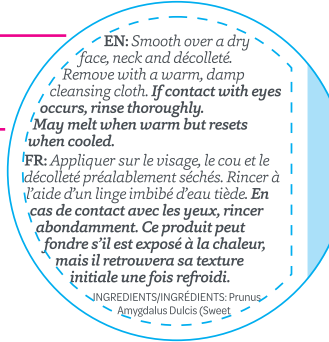 EN: Smooth over a dry
face, neck and décolleté.
Remove with a warm, damp
cleansing cloth. If contact with eyes
occurs, rinse thoroughly.
May melt when warm but resets
when cooled.
FR: Appliquer sur le visage, le cou et le
décolleté préalablement séchés. Rincer à
l'aide d'un linge imbibé d'eau tiède. En
cas de contact avec les yeux, rincer
abondamment. Ce produit peut
fondre s'il est exposé à la chaleur,
mais il retrouvera sa texture
initiale une fois refroidi.
INGREDIENTS/INGRÉDIENTS: Prunus
Amygdalus Dulcis (Sweet